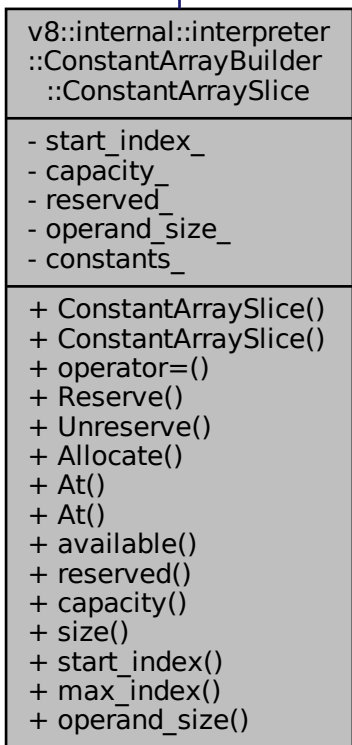 v8::internal::interpreter
::ConstantArrayBuilder
::ConstantArraySlice
- start_index_
- capacity_
- reserved_
- operand_size_
- constants_
+ ConstantArraySlice()
+ ConstantArraySlice()
+ operator=()
+ Reserve()
+ Unreserve()
+ Allocate()
+ At()
+ At()
+ available()
+ reserved()
+ capacity()
+ size()
+ start_index()
+ max_index()
+ operand_size()